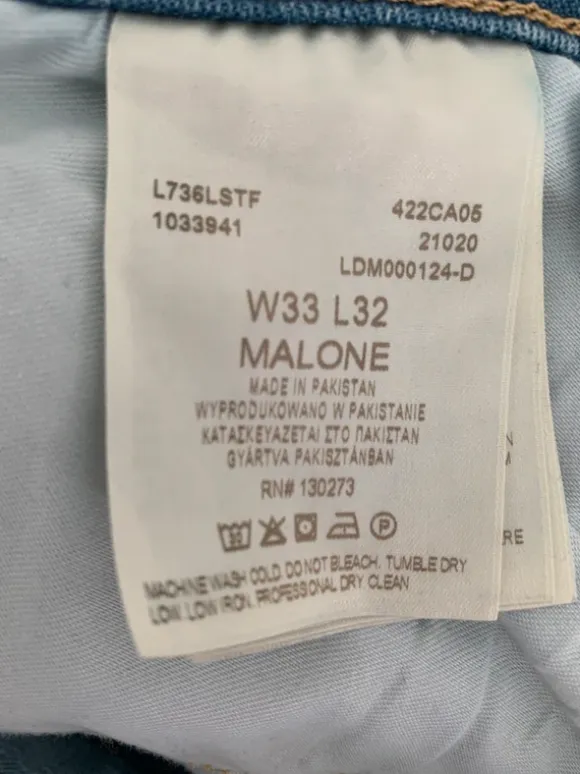 L736LSTF
1033941
422CA05
21020
LDM000124-D
W33 L32
MALONE
MADE IN PAKISTAN
WYPRODUKOWANO W PAKISTANIE
ΚΑΤΑΣΚΕΥΑΖΕΤΑΙ ΣΤΟ ΠΑΚΙΣΤΑΝ
GYÁRTVA PAKISZTÁNBAN
RN# 130273
30
P
MACHINE WASH COLD. DO NOT BLEACH. TUMBLE DRY
LOW. LOW IRON. PROFESSIONAL DRY CLEAN